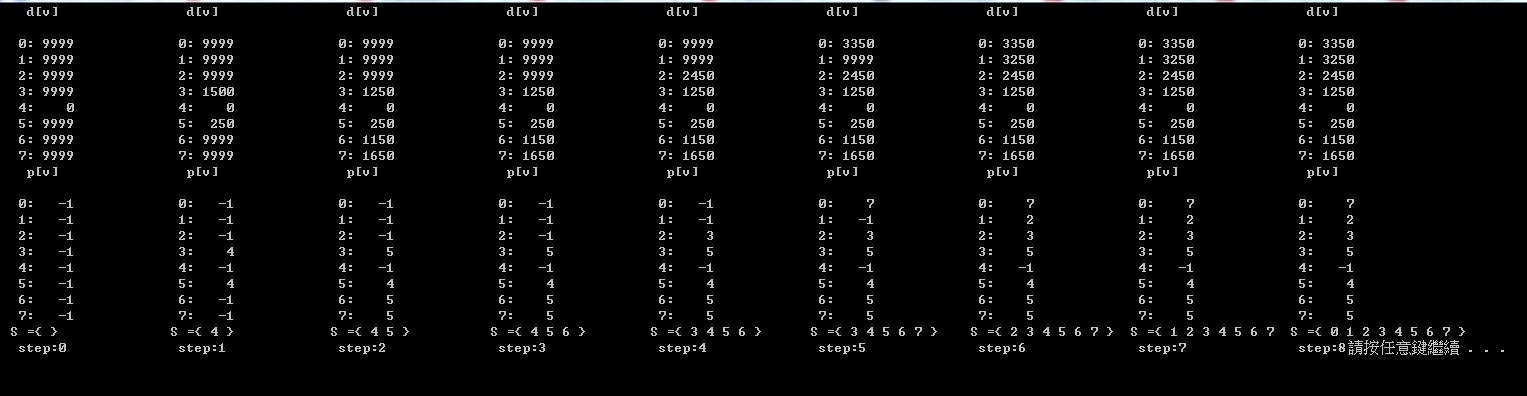 d[v] d[v] d[v] d[v] d[v] d[v] d[v] d[v] d[v]
0: 9999 0: 9999 0: 9999 0: 9999 0: 9999 0: 3350 0: 3350 0: 3350 0: 3350
1: 9999 1: 9999 1: 9999 1: 9999 1: 9999 1: 9999 1: 3250 1: 3250 1: 3250
2: 9999 2: 9999 2: 9999 2: 9999 2: 2450 2: 2450 2: 2450 2: 2450 2: 2450
3: 9999 3: 1500 3: 1250 3: 1250 3: 1250 3: 1250 3: 1250 3: 1250 3: 1250
4: 0 4: 0 4: 0 4: 0 4: 0 4: 0 4: 0 4: 0 4: 0
5: 9999 5: 250 5: 250 5: 250 5: 250 5: 250 5: 250 5: 250 5: 250
6: 9999 6: 9999 6: 1150 6: 1150 6: 1150 6: 1150 6: 1150 6: 1150 6: 1150
7: 9999 7: 9999 7: 1650 7: 1650 7: 1650 7: 1650 7: 1650 7: 1650 7: 1650
p[v] p[v] p[v] p[v] p[v] p[v] p[v] p[v] p[v]
0: -1 0: -1 0: -1 0: -1 0: -1 0: 7 0: 7 0: 7 0: 7
1: -1 1: -1 1: -1 1: -1 1: -1 1: -1 1: 2 1: 2 1: 2
2: -1 2: -1 2: -1 2: -1 2: 3 2: 3 2: 3 2: 3 2: 3
3: -1 3: 4 3: 5 3: 5 3: 5 3: 5 3: 5 3: 5 3: 5
4: -1 4: -1 4: -1 4: -1 4: -1 4: -1 4: -1 4: -1 4: -1
5: -1 5: 4 5: 4 5: 4 5: 4 5: 4 5: 4 5: 4 5: 4
6: -1 6: -1 6: 5 6: 5 6: 5 6: 5 6: 5 6: 5 6: 5
7: -1 7: -1 7: 5 7: 5 7: 5 7: 5 7: 5 7: 5 7: 5
S ={ } S ={ 4 } S ={ 4 5 } S ={ 4 5 6 } S ={ 3 4 5 6 } S ={ 3 4 5 6 7 } S ={ 2 3 4 5 6 7 } S ={ 1 2 3 4 5 6 7 S ={ 0 1 2 3 4 5 6 7 }
step:0 step:1 step:2 step:3 step:4 step:5 step:6 step:7 step:8請按任意鍵繼續 . . .